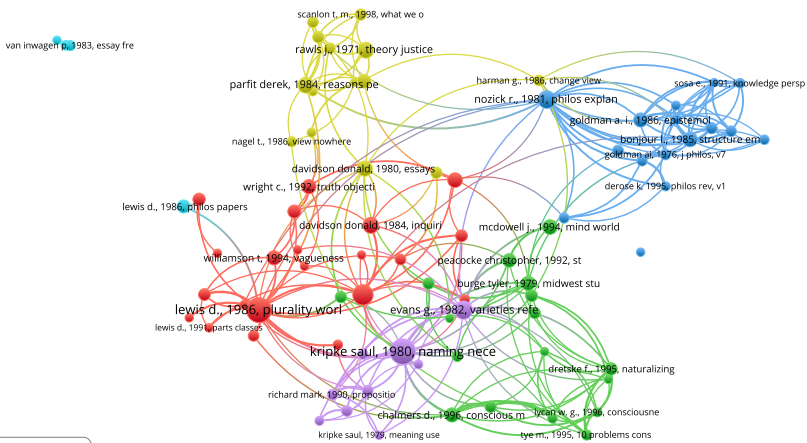 scanlon t. m., 1998, what we o
van inwagen p, 1983, essay fre
rawls j., 1971, theory justice
harman g., 1986, change view
sosa e., 1991, knowledge persp
parfit derek, 1984, reasons pe
nozick r., 1981, philos explan
goldman a. i., 1986, epistemol
nagel t., 1986, view nowhere
bonjour l., 1985, structure em
goldman ai, 1976, j philos, v7
davidson donald, 1980, essays
wright c., 1992, truth objecti
derose k, 1995, philos rev, v1
lewis d., 1986, philos papers
davidson donald, 1984, inquiri
mcdowell j., 1994, mind world
williamson t, 1994, vagueness
peacocke christopher, 1992, st
burge tyler, 1979, midwest stu
lewis d., 1986, plurality worl
evans g., 1982, varieties refe
lewis d., 1991, parts classes
kripke saul, 1980, naming nece
dretske f., 1995, naturalizing
richard mark, 1990, propositio
chalmers d., 1996, conscious m
lycan w. g., 1996, consciousne
kripke saul, 1979, meaning use
tye m., 1995, 10 problems cons